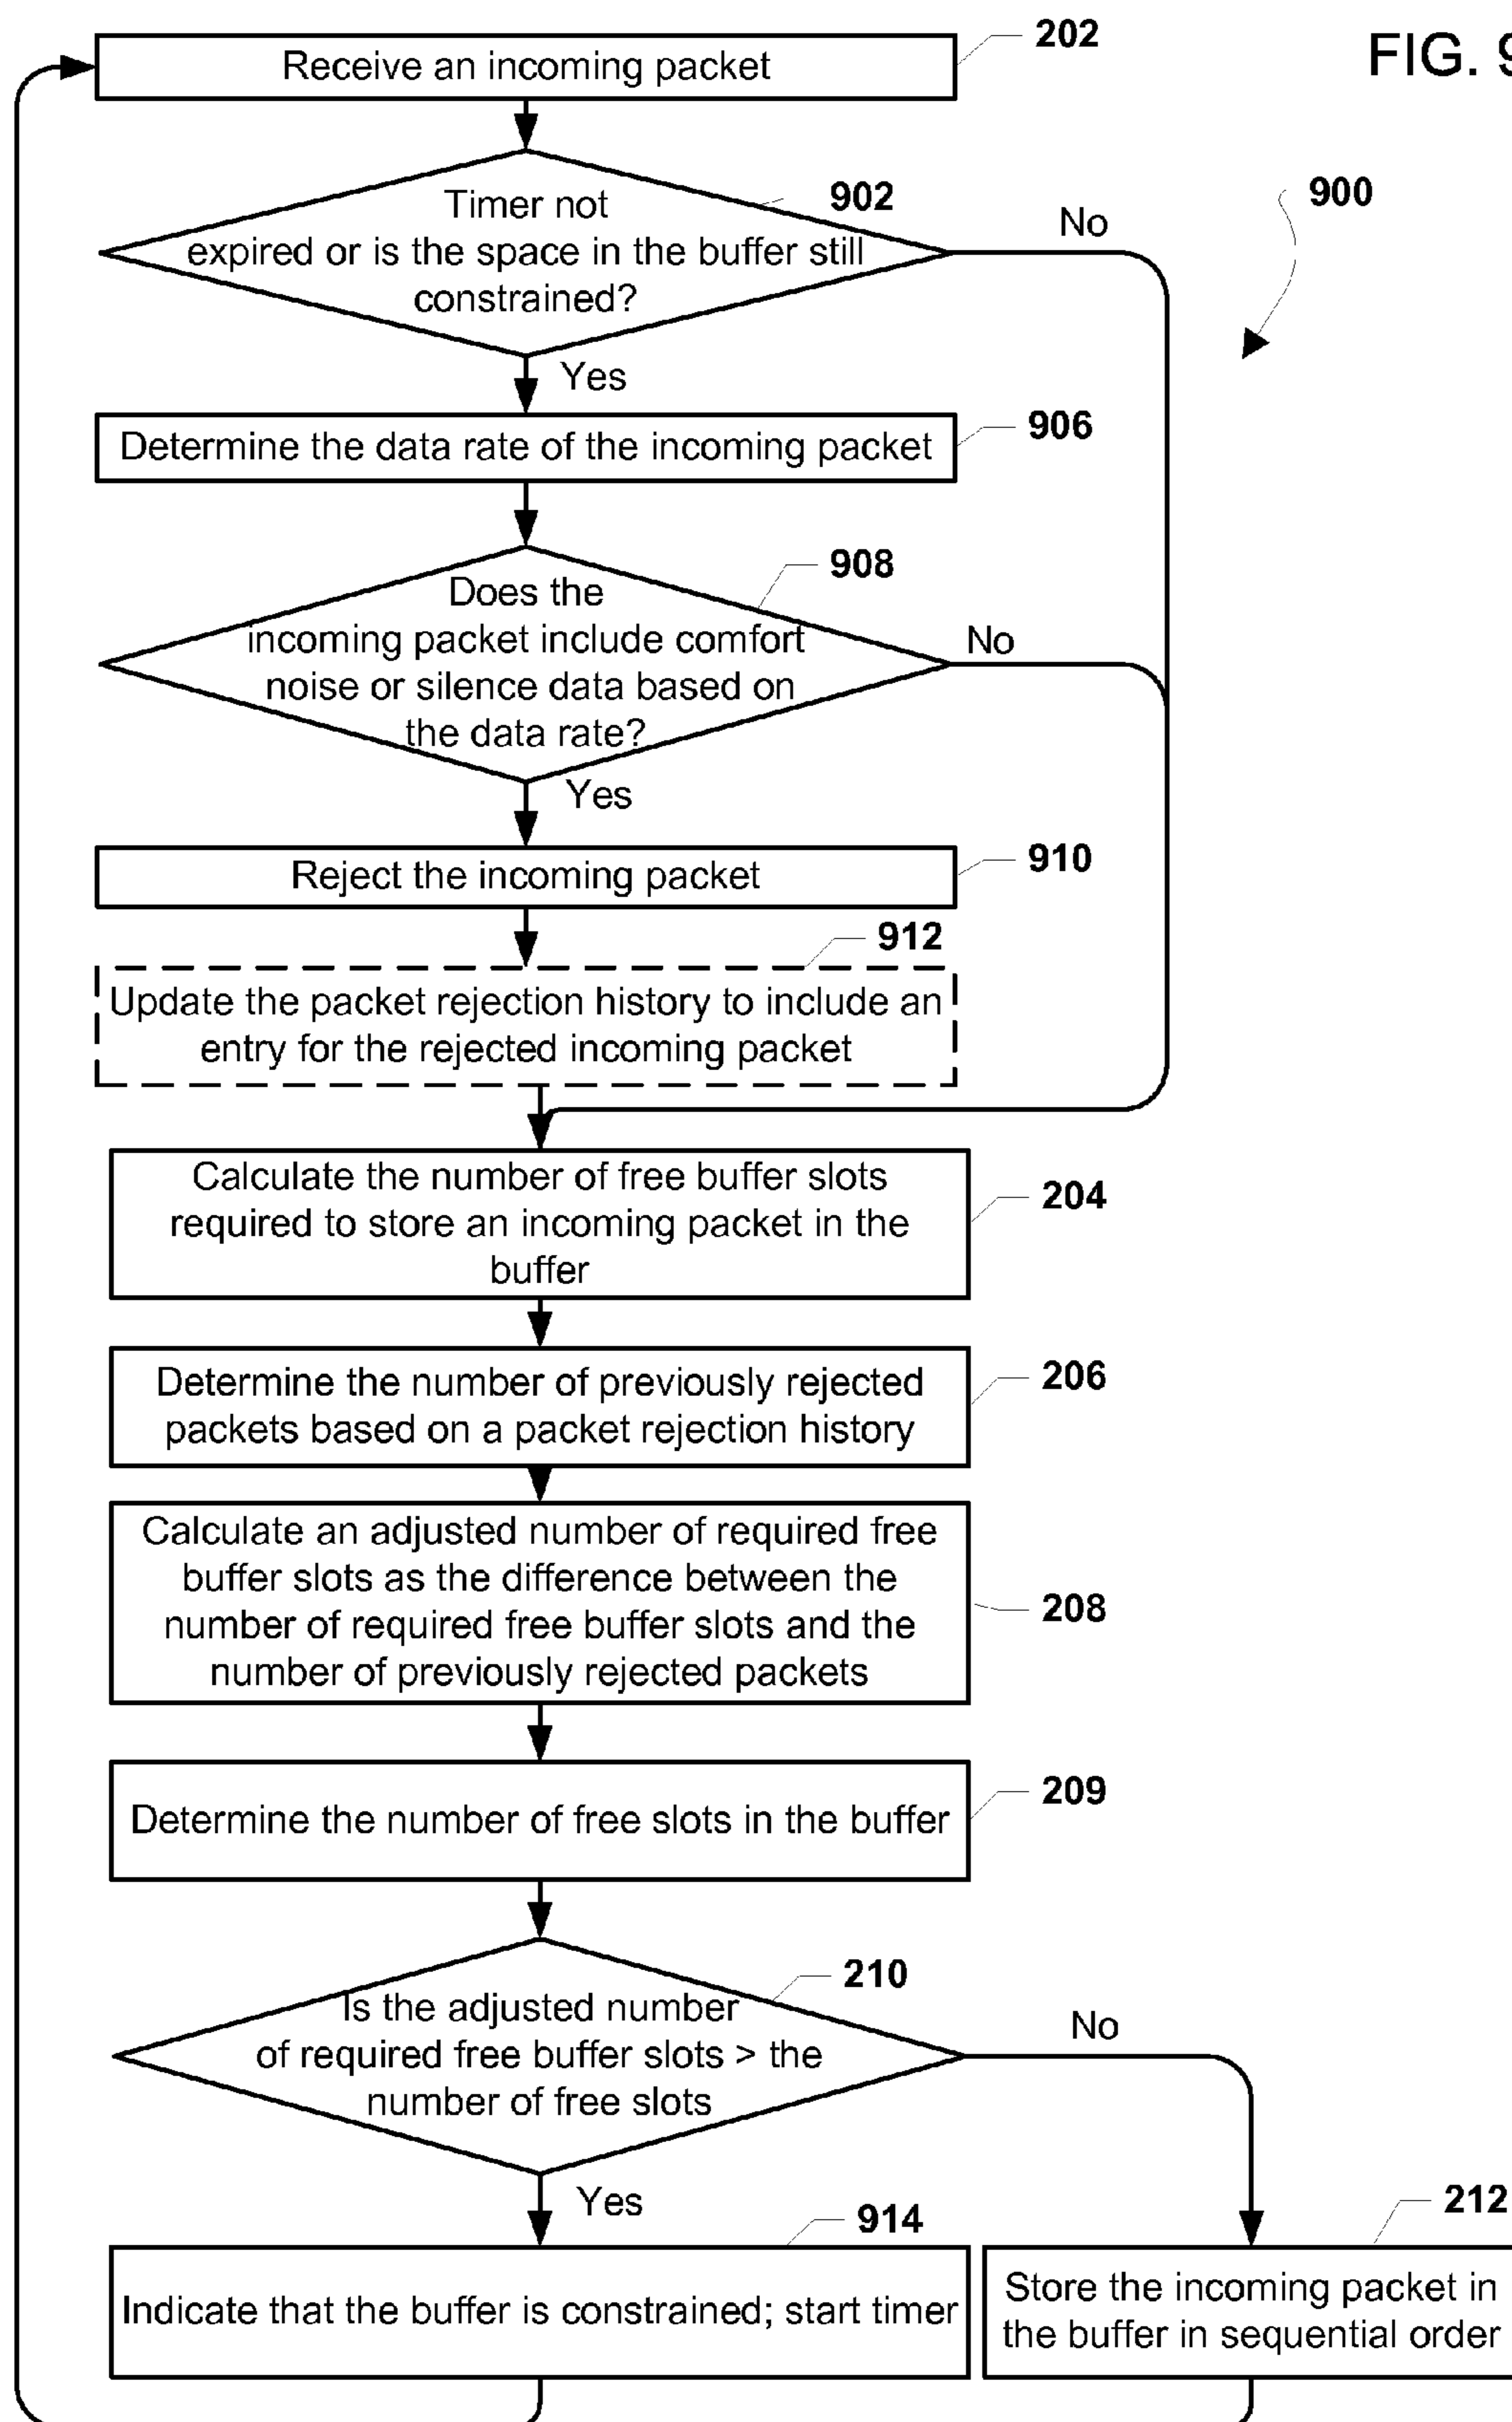 202
FIG. 9
Receive an incoming packet
902
900
Timer not
expired or is the space in the buffer still
constrained?
No
Yes
906
Determine the data rate of the incoming packet
908
Does the
incoming packet include comfort
noise or silence data based on
the data rate?
No
Yes
910
Reject the incoming packet
912
Update the packet rejection history to include an
entry for the rejected incoming packet
Calculate the number of free buffer slots
required to store an incoming packet in the
buffer
204
Determine the number of previously rejected
packets based on a packet rejection history
206
Calculate an adjusted number of required free
buffer slots as the difference between the
number of required free buffer slots and the
number of previously rejected packets
208
209
Determine the number of free slots in the buffer
210
Is the adjusted number
of required free buffer slots > the
number of free slots
No
Yes
914
212
Indicate that the buffer is constrained; start timer
Store the incoming packet in
the buffer in sequential order